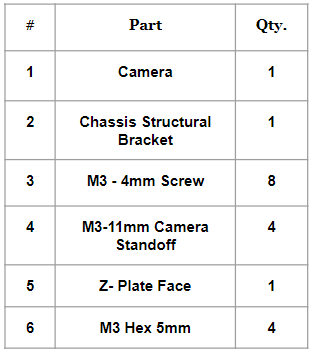 # Part Qty.
1 Camera 1
2 Chassis Structural Bracket 1
3 M3 - 4mm Screw 8
4 M3-11mm Camera Standoff 4
5 Z- Plate Face 1
6 M3 Hex 5mm 4